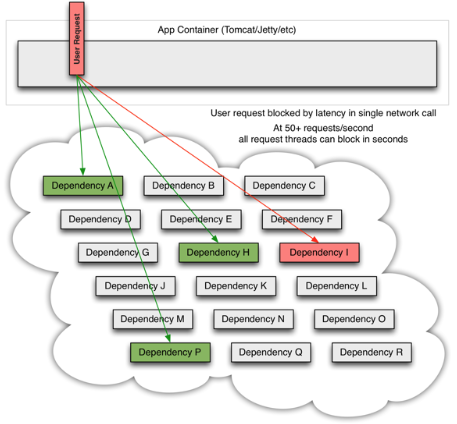 User Request
App Container (Tomcat/Jetty/etc)
User request blocked by latency in single network call
At 50+ requests/second
all request threads can block in seconds
Dependency A
Dependency B
Dependency C
Dependency D
Dependency E
Dependency F
Dependency G
Dependency H
Dependency I
Dependency J
Dependency K
Dependency L
Dependency M
Dependency N
Dependency O
Dependency P
Dependency Q
Dependency R